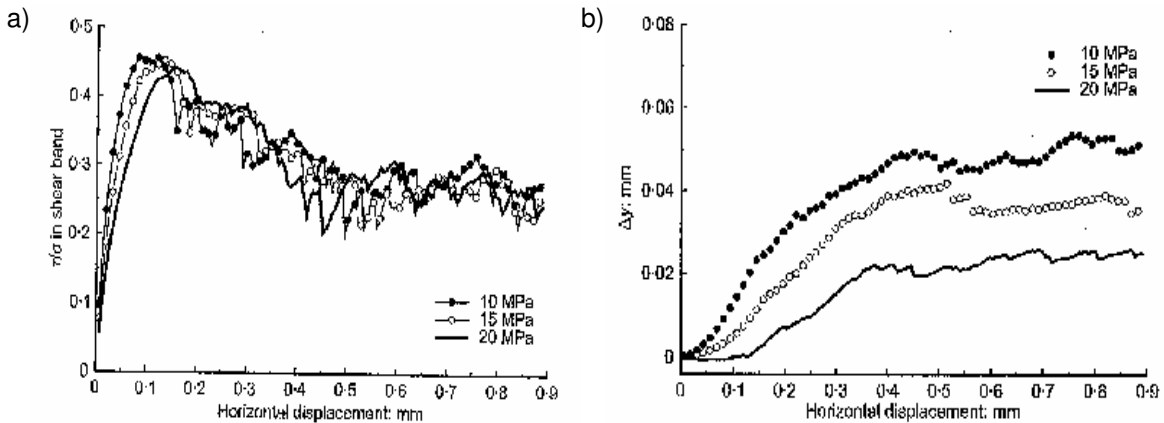 a)
0·5
0·4
0·3
0·2
0·1
0
τ/σ in shear band
10 MPa
15 MPa
20 MPa
0 0·1 0·2 0·3 0·4 0·5 0·6 0·7 0·8 0·9
Horizontal displacement: mm
b)
0·08
0·06
0·04
0·02
0
Δy: mm
10 MPa
15 MPa
20 MPa
0 0·1 0·2 0·3 0·4 0·5 0·6 0·7 0·8 0·9
Horizontal displacement: mm